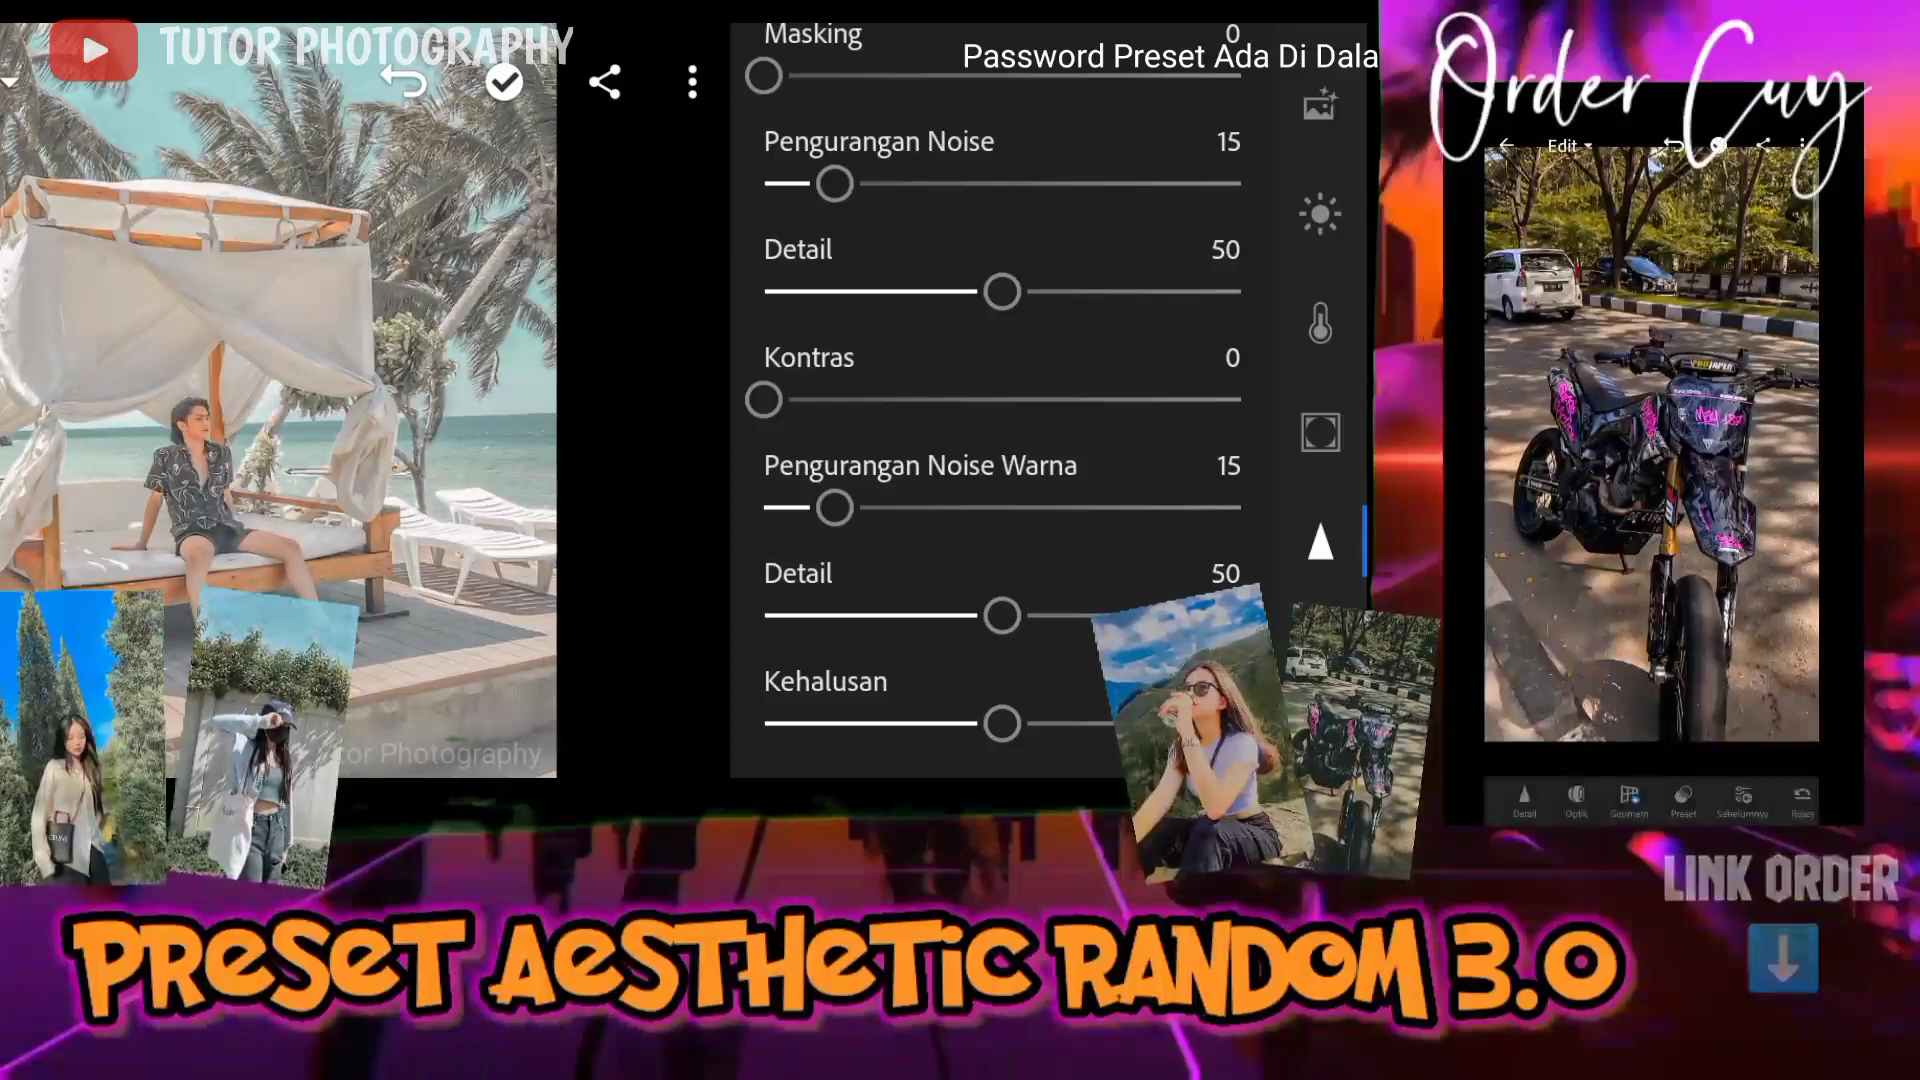 TUTOR PHOTOGRAPHY
Masking 0
Password Preset Ada Di Dala
Pengurangan Noise 15
Detail 50
Kontras 0
Pengurangan Noise Warna 15
Detail 50
Kehalusan
tor Photography
Order Cuy
Edit
Detail Optik Geometri Preset Sebelumnya Reset
LINK ORDER
PRESET AESTHETIC RANDOM 3.0